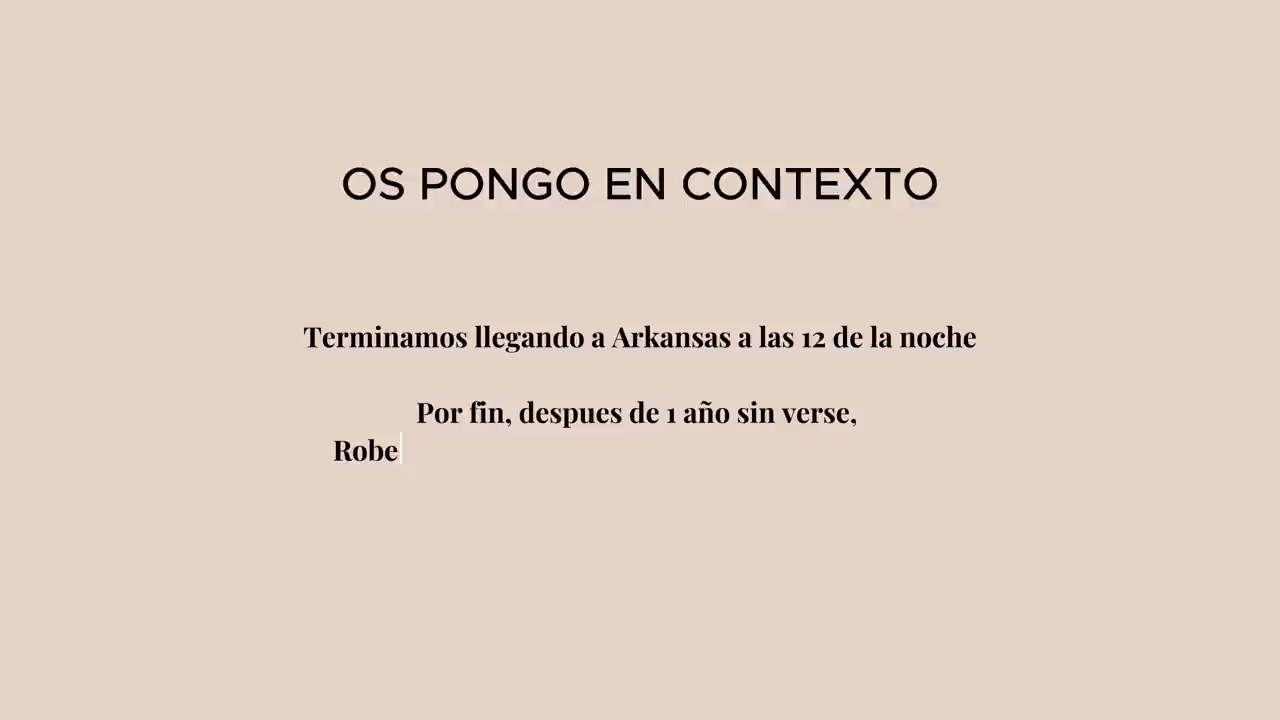 OS PONGO EN CONTEXTO
Terminamos llegando a Arkansas a las 12 de la noche
Por fin, despues de 1 año sin verse,
Robe